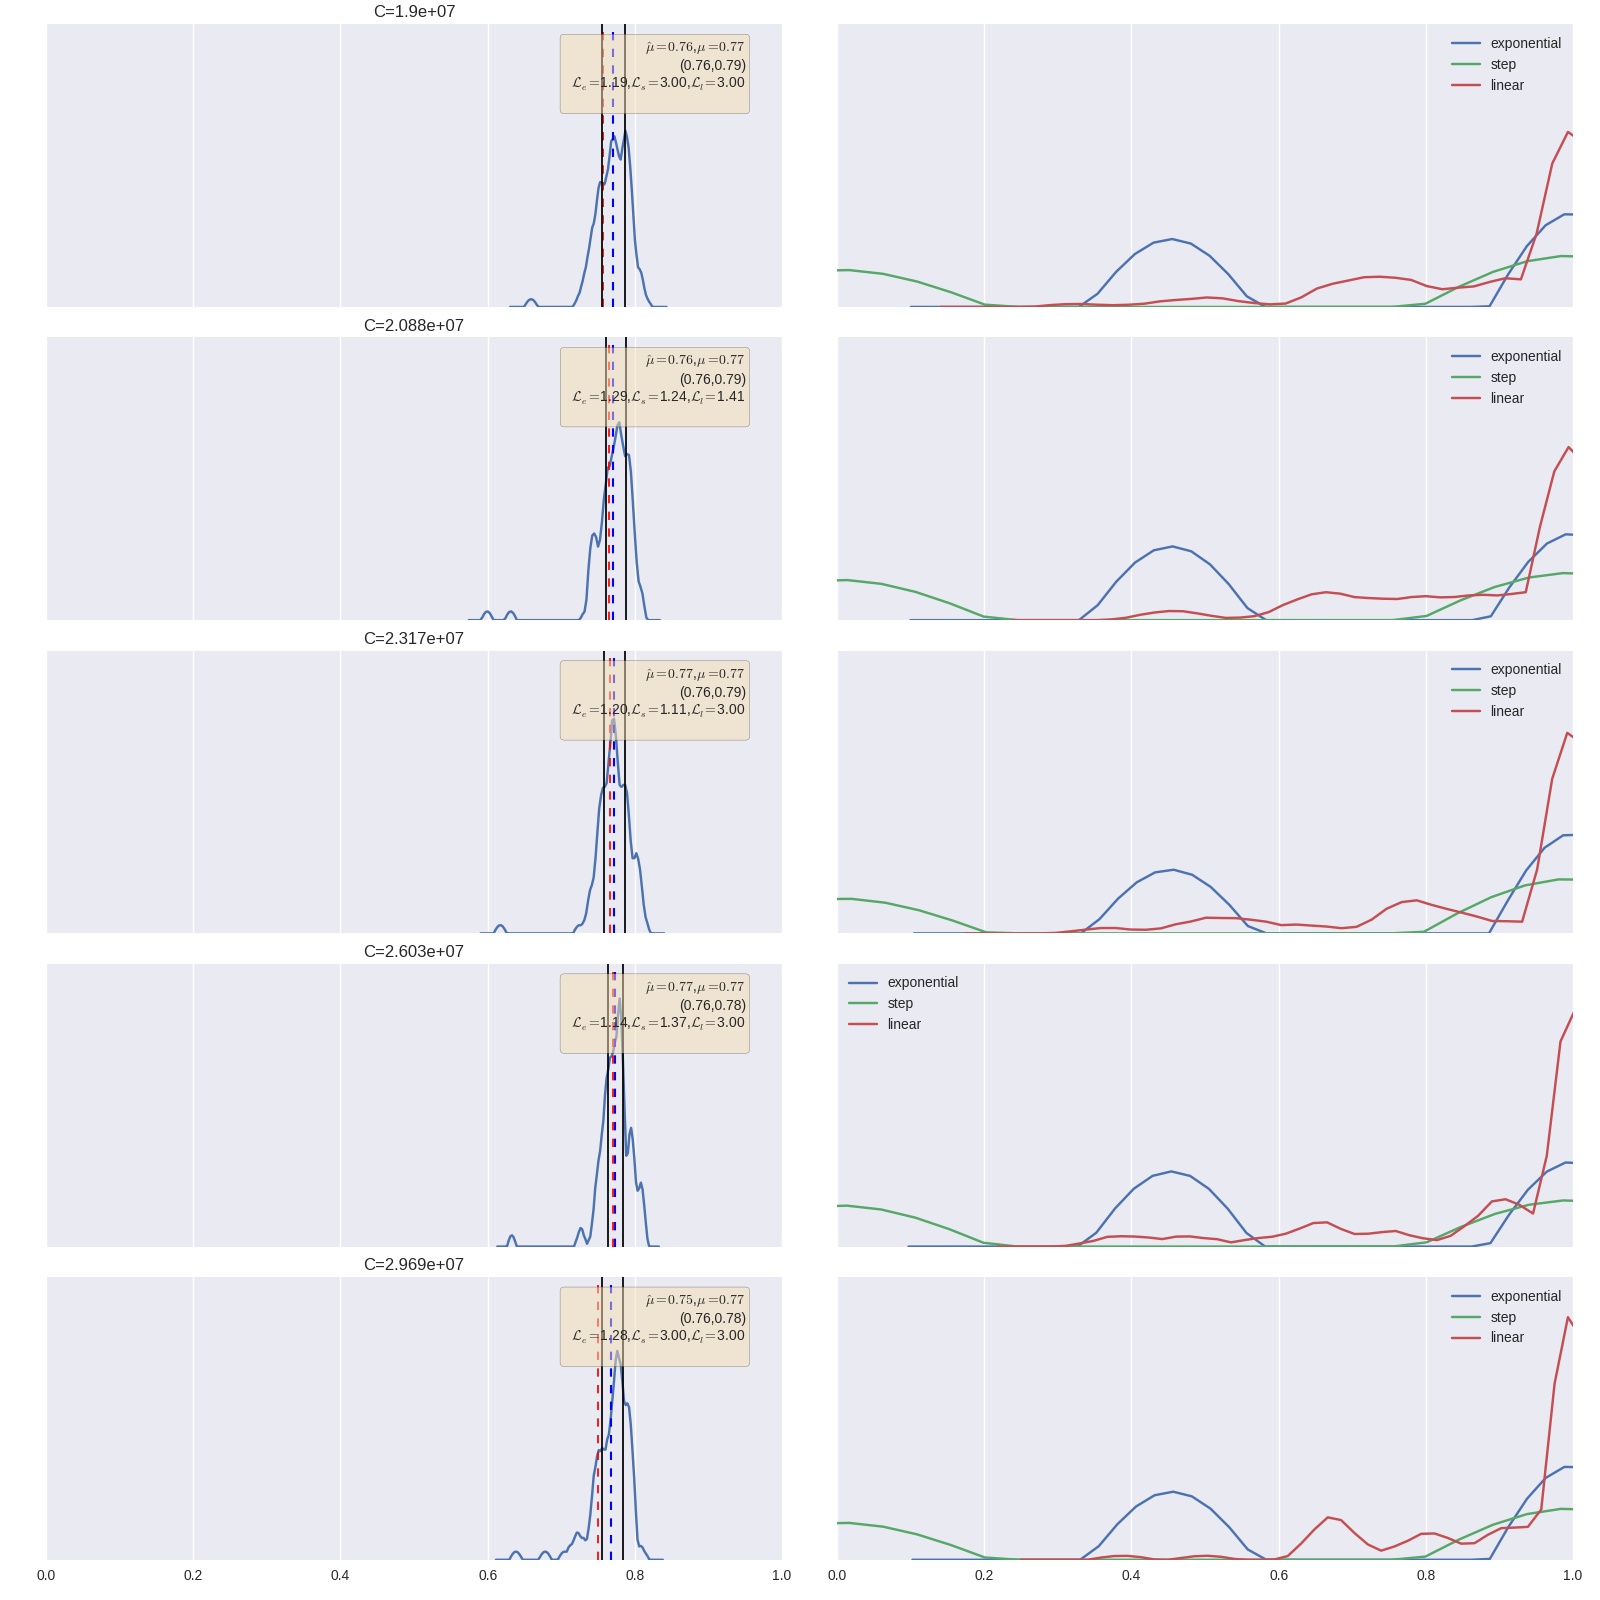 C=1.9e+07
μ̂=0.76,μ=0.77
(0.76,0.79)
ℒₑ=1.19,ℒₛ=3.00,ℒₗ=3.00
exponential
step
linear
C=2.088e+07
μ̂=0.76,μ=0.77
(0.76,0.79)
ℒₑ=1.29,ℒₛ=1.24,ℒₗ=1.41
exponential
step
linear
C=2.317e+07
μ̂=0.77,μ=0.77
(0.76,0.79)
ℒₑ=1.20,ℒₛ=1.11,ℒₗ=3.00
exponential
step
linear
C=2.603e+07
μ̂=0.77,μ=0.77
(0.76,0.78)
ℒₑ=1.14,ℒₛ=1.37,ℒₗ=3.00
exponential
step
linear
C=2.969e+07
μ̂=0.75,μ=0.77
(0.76,0.78)
ℒₑ=1.28,ℒₛ=3.00,ℒₗ=3.00
exponential
step
linear
0.0 0.2 0.4 0.6 0.8 1.0
0.0 0.2 0.4 0.6 0.8 1.0